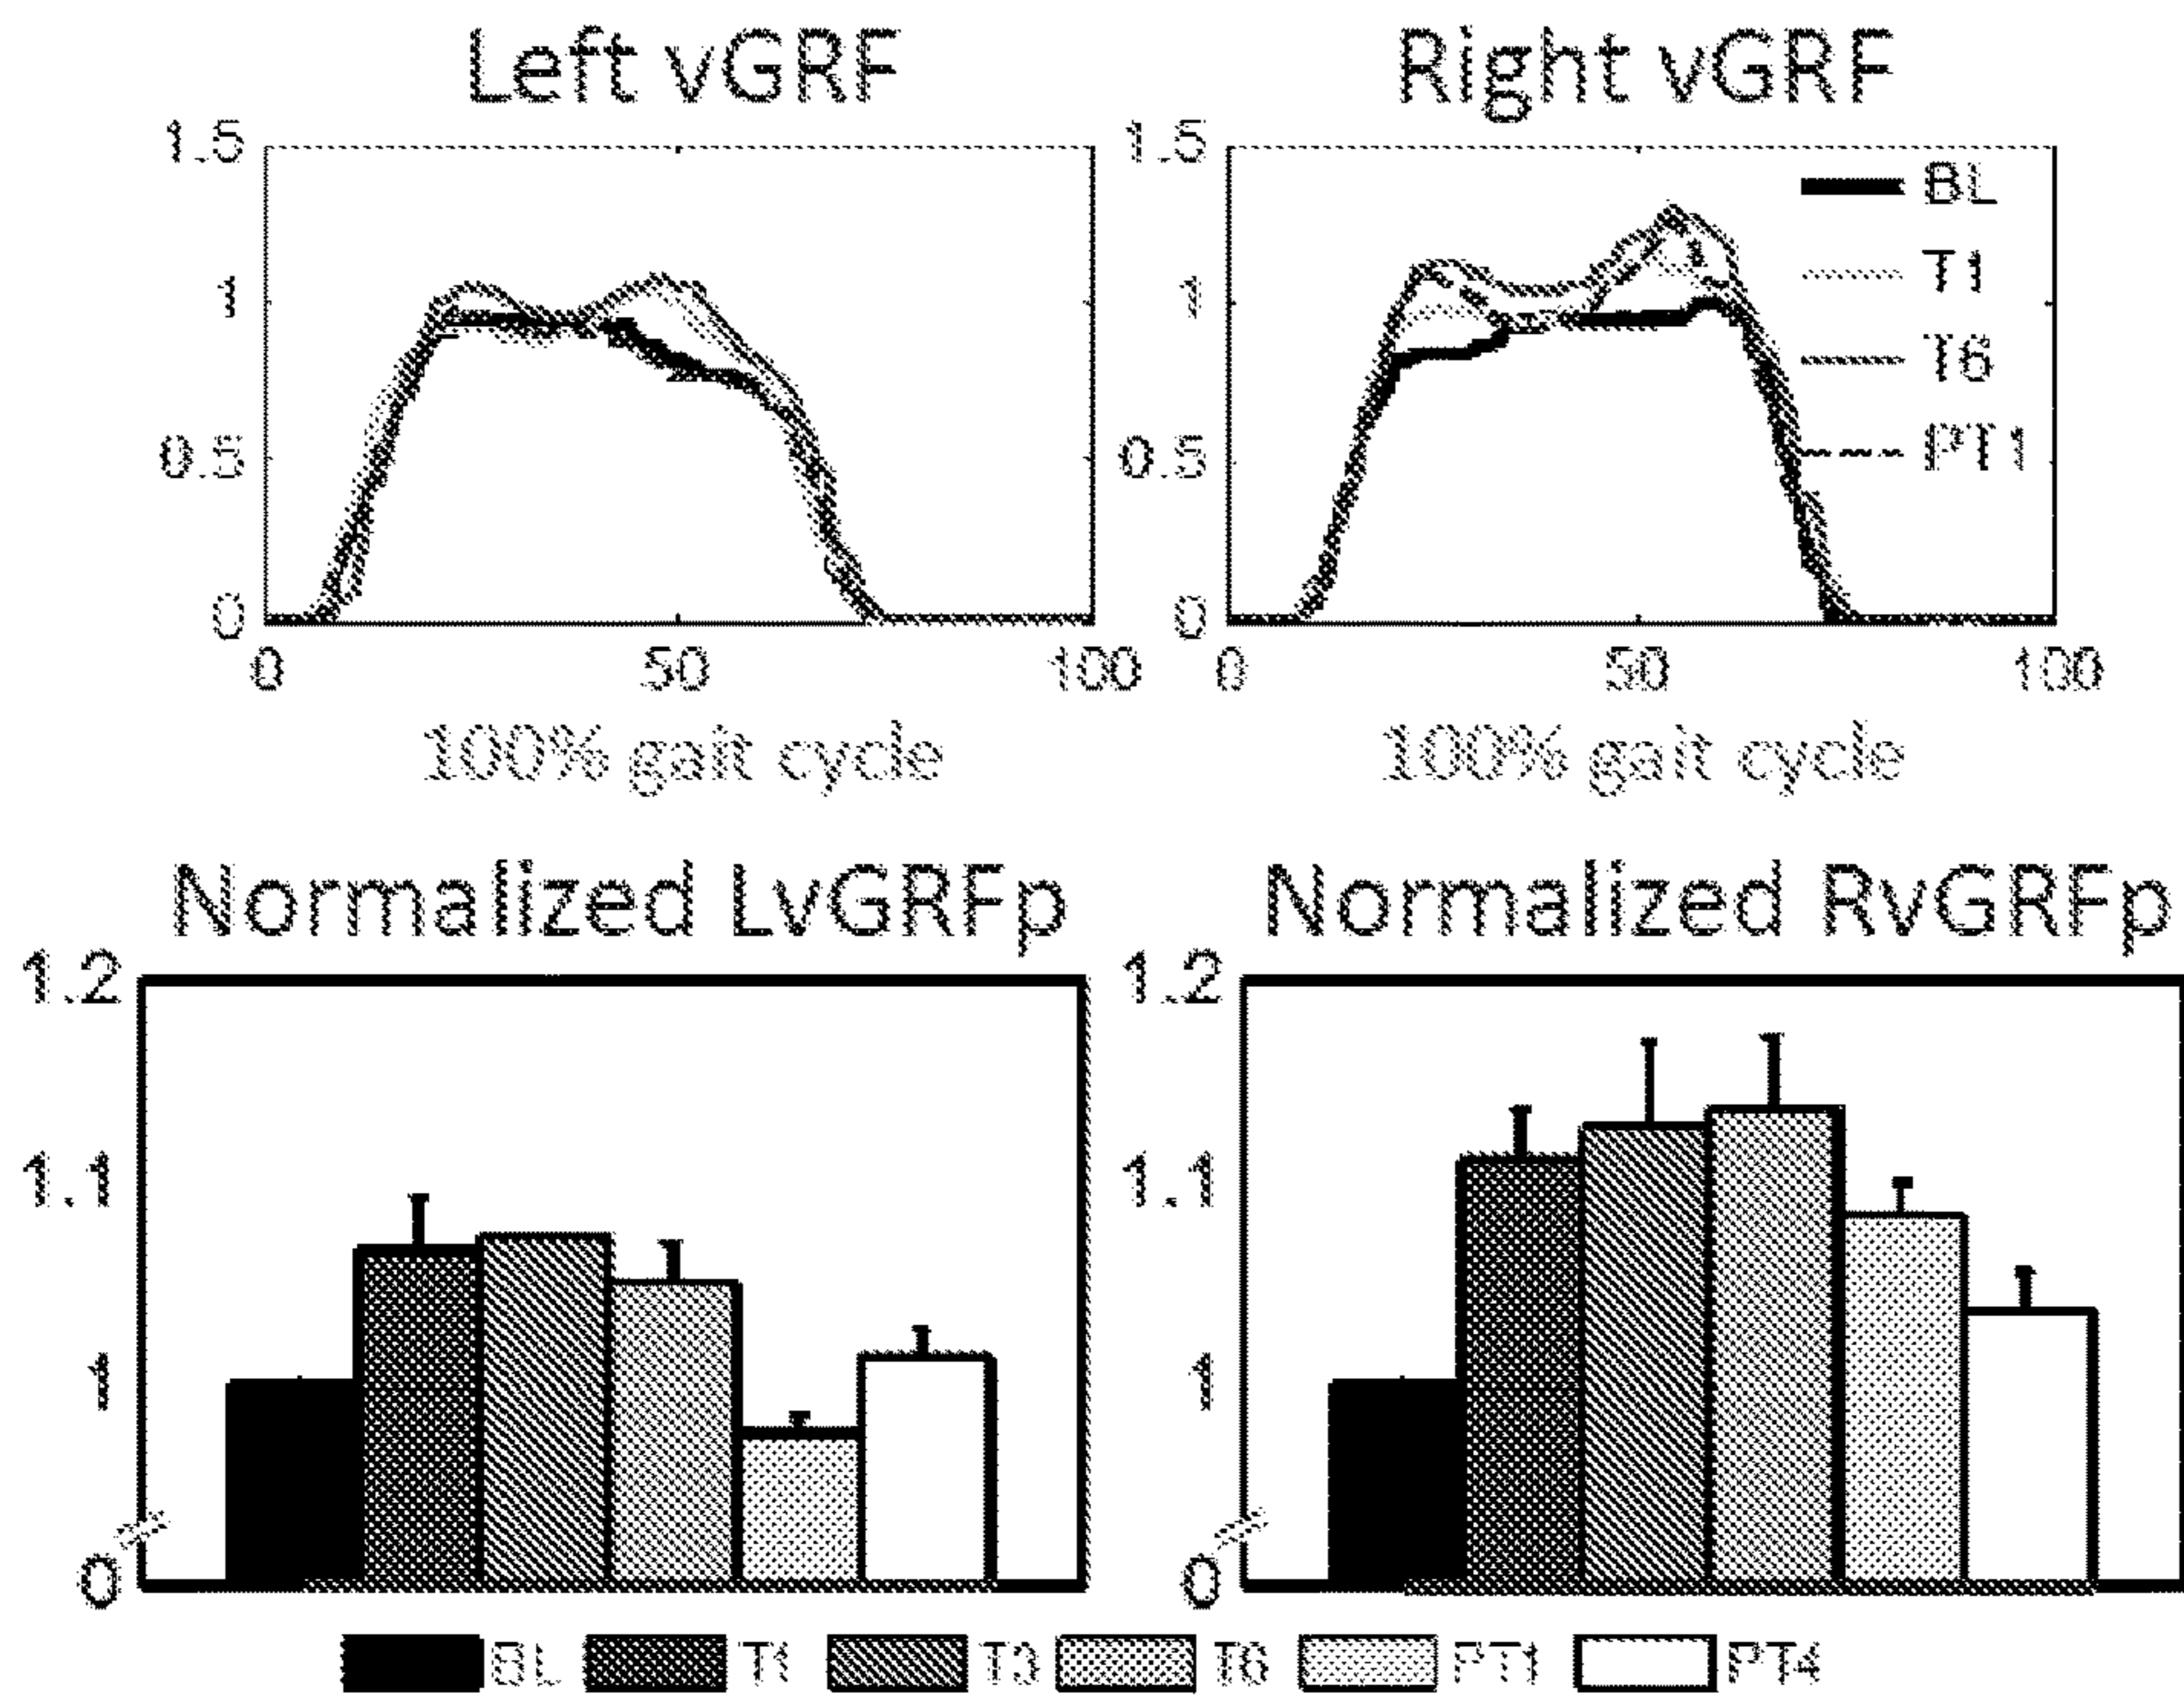 Left vGRF
1.5
1
0.5
0
0 50 100
100% gait cycle
Right vGRF
1.5
1
0.5
0
BL
T1
T6
PT1
0 50 100
100% gait cycle
Normalized LvGRFp
1.2
1.1
1
0
Normalized RvGRFp
1.2
1.1
1
0
BL T1 T3 T6 PT1 PT4